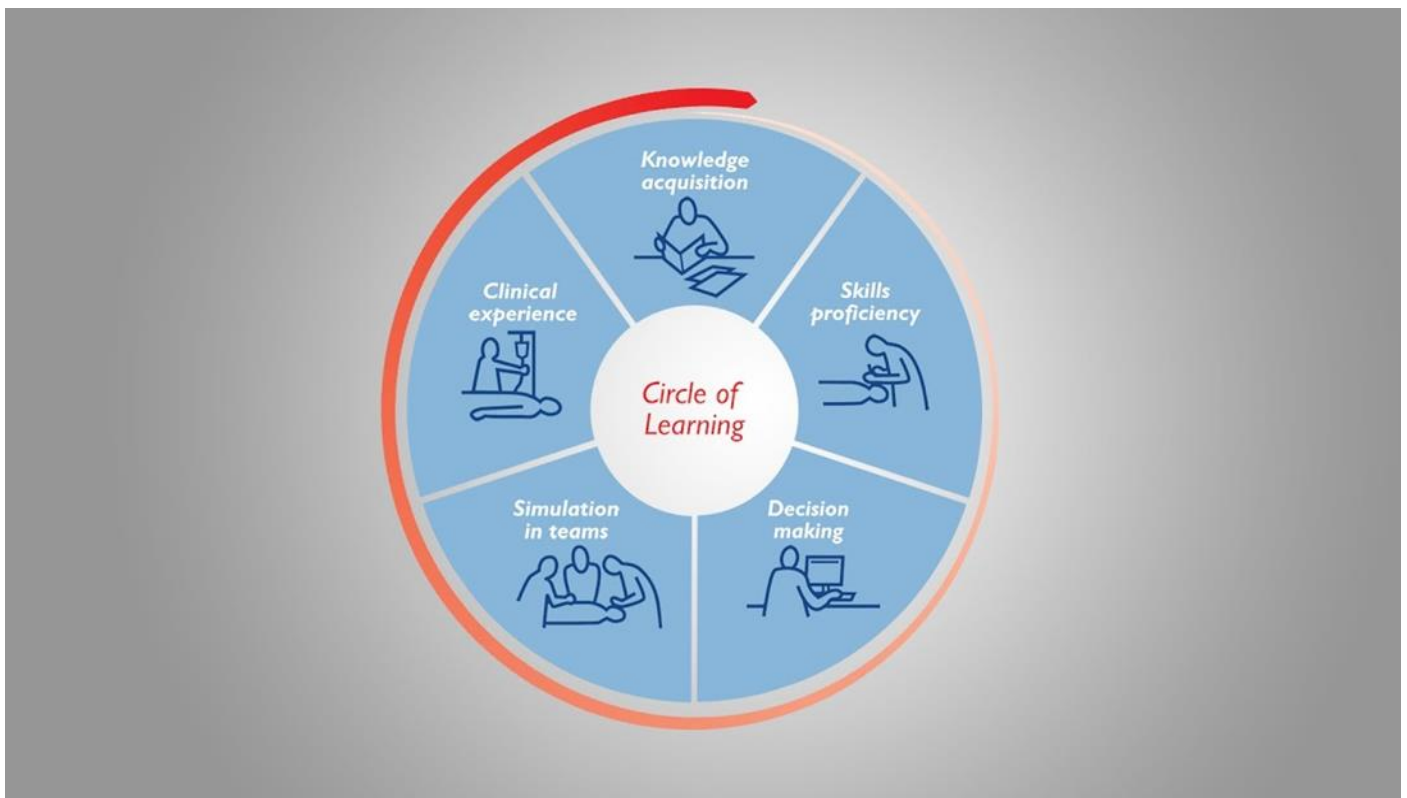 Knowledge
acquisition
Skills
proficiency
Decision
making
Simulation
in teams
Clinical
experience
Circle of
Learning